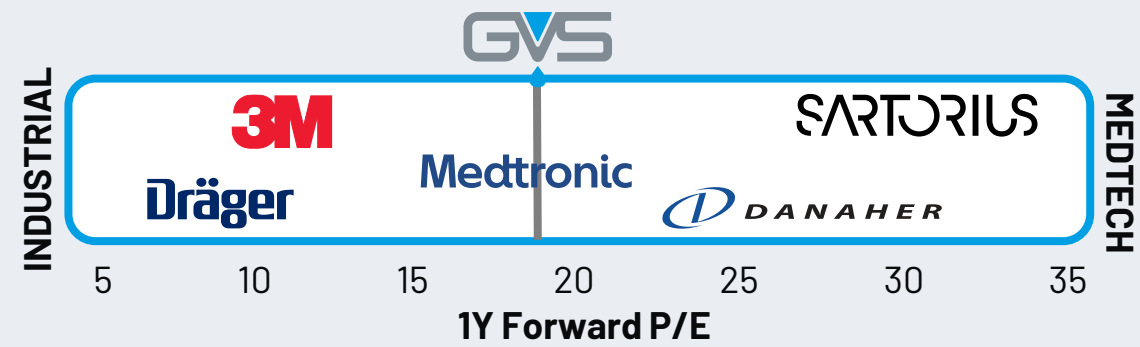 GVS
INDUSTRIAL
3M
SARTORIUS
MEDTECH
Medtronic
Dräger
DANAHER
5 10 15 20 25 30 35
1Y Forward P/E